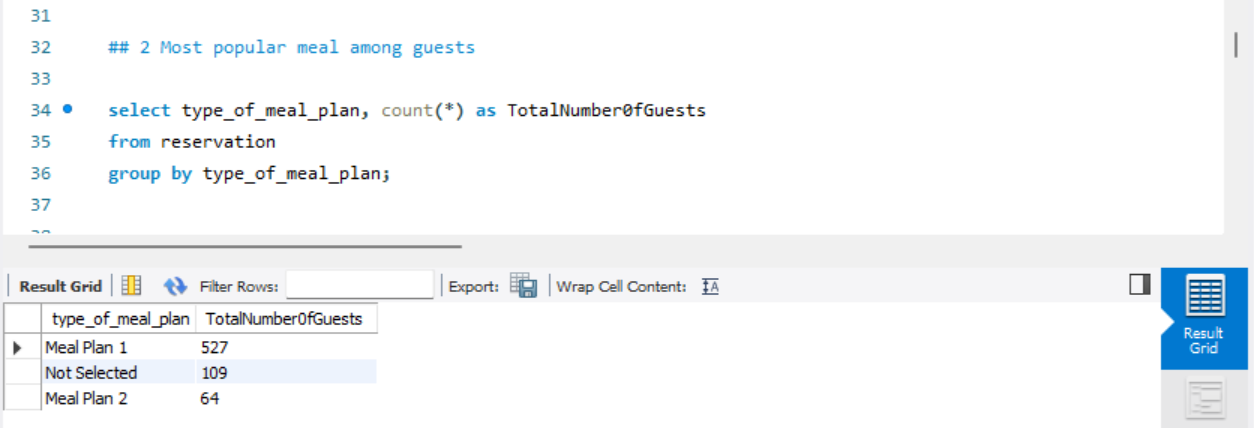 31
32 ## 2 Most popular meal among guests
33
34 select type_of_meal_plan, count(*) as TotalNumber0fGuests
35 from reservation
36 group by type_of_meal_plan;
37
Result Grid Filter Rows: Export: Wrap Cell Content: IA
type_of_meal_plan TotalNumber0fGuests
Meal Plan 1 527
Not Selected 109
Meal Plan 2 64
Result
Grid